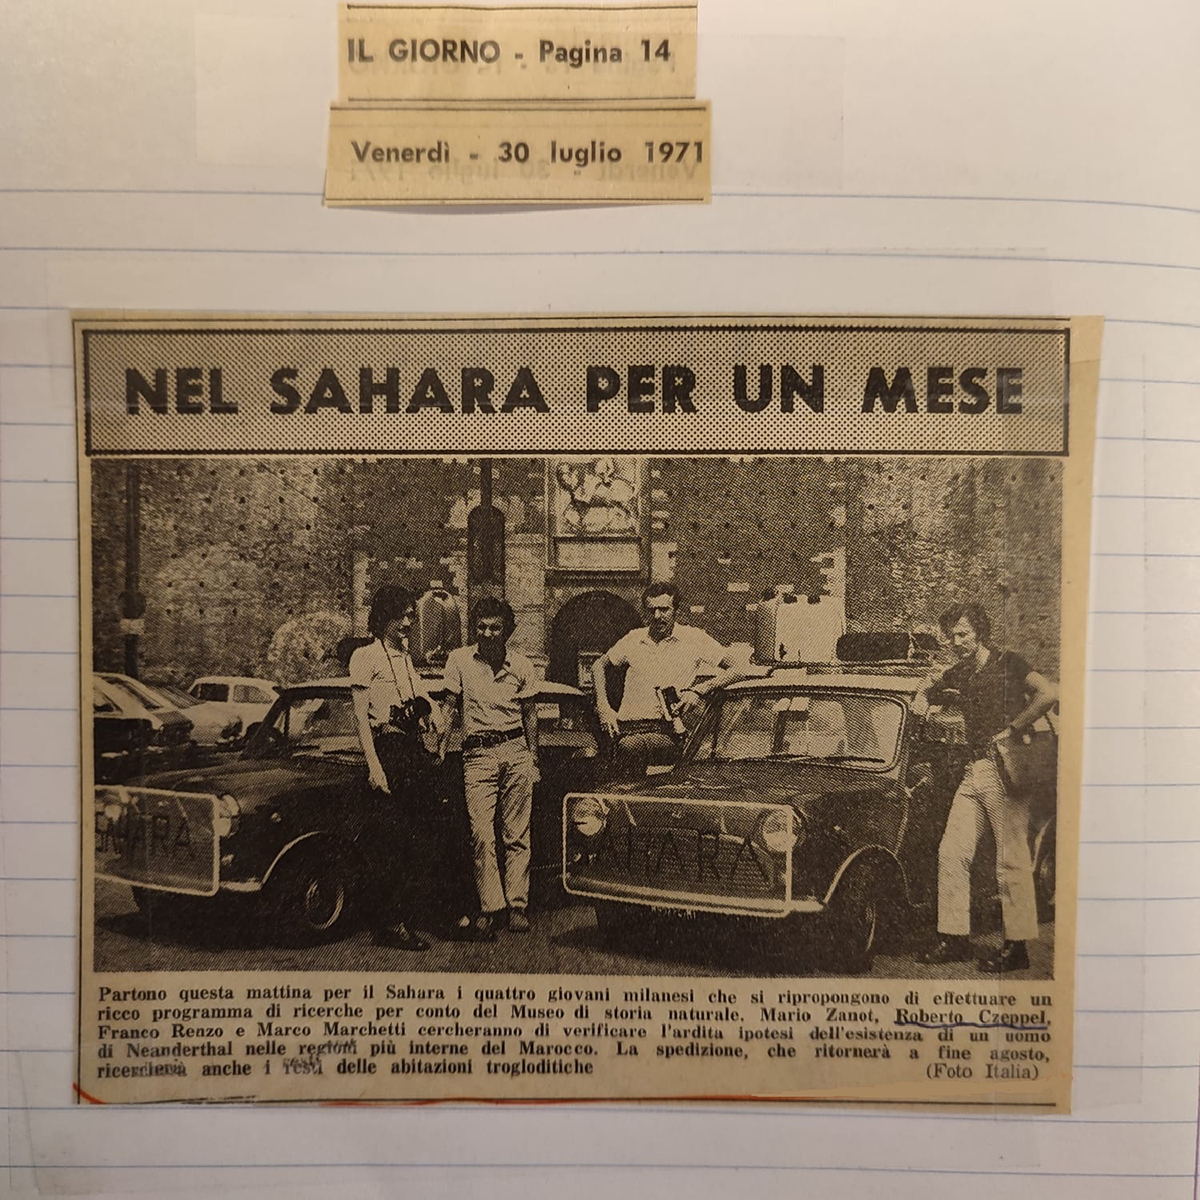 IL GIORNO - Pagina 14
Venerdì - 30 luglio 1971
NEL SAHARA PER UN MESE
SAHARA
SAHARA
Partono questa mattina per il Sahara i quattro giovani milanesi che si ripropongono di effettuare un
ricco programma di ricerche per conto del Museo di storia naturale. Mario Zanot, Roberto Czeppel,
Franco Renzo e Marco Marchetti cercheranno di verificare l'ardita ipotesi dell'esistenza di un uomo
di Neanderthal nelle regioni più interne del Marocco. La spedizione, che ritornerà a fine agosto,
ricercherà anche i resti delle abitazioni trogloditiche
(Foto Italia)